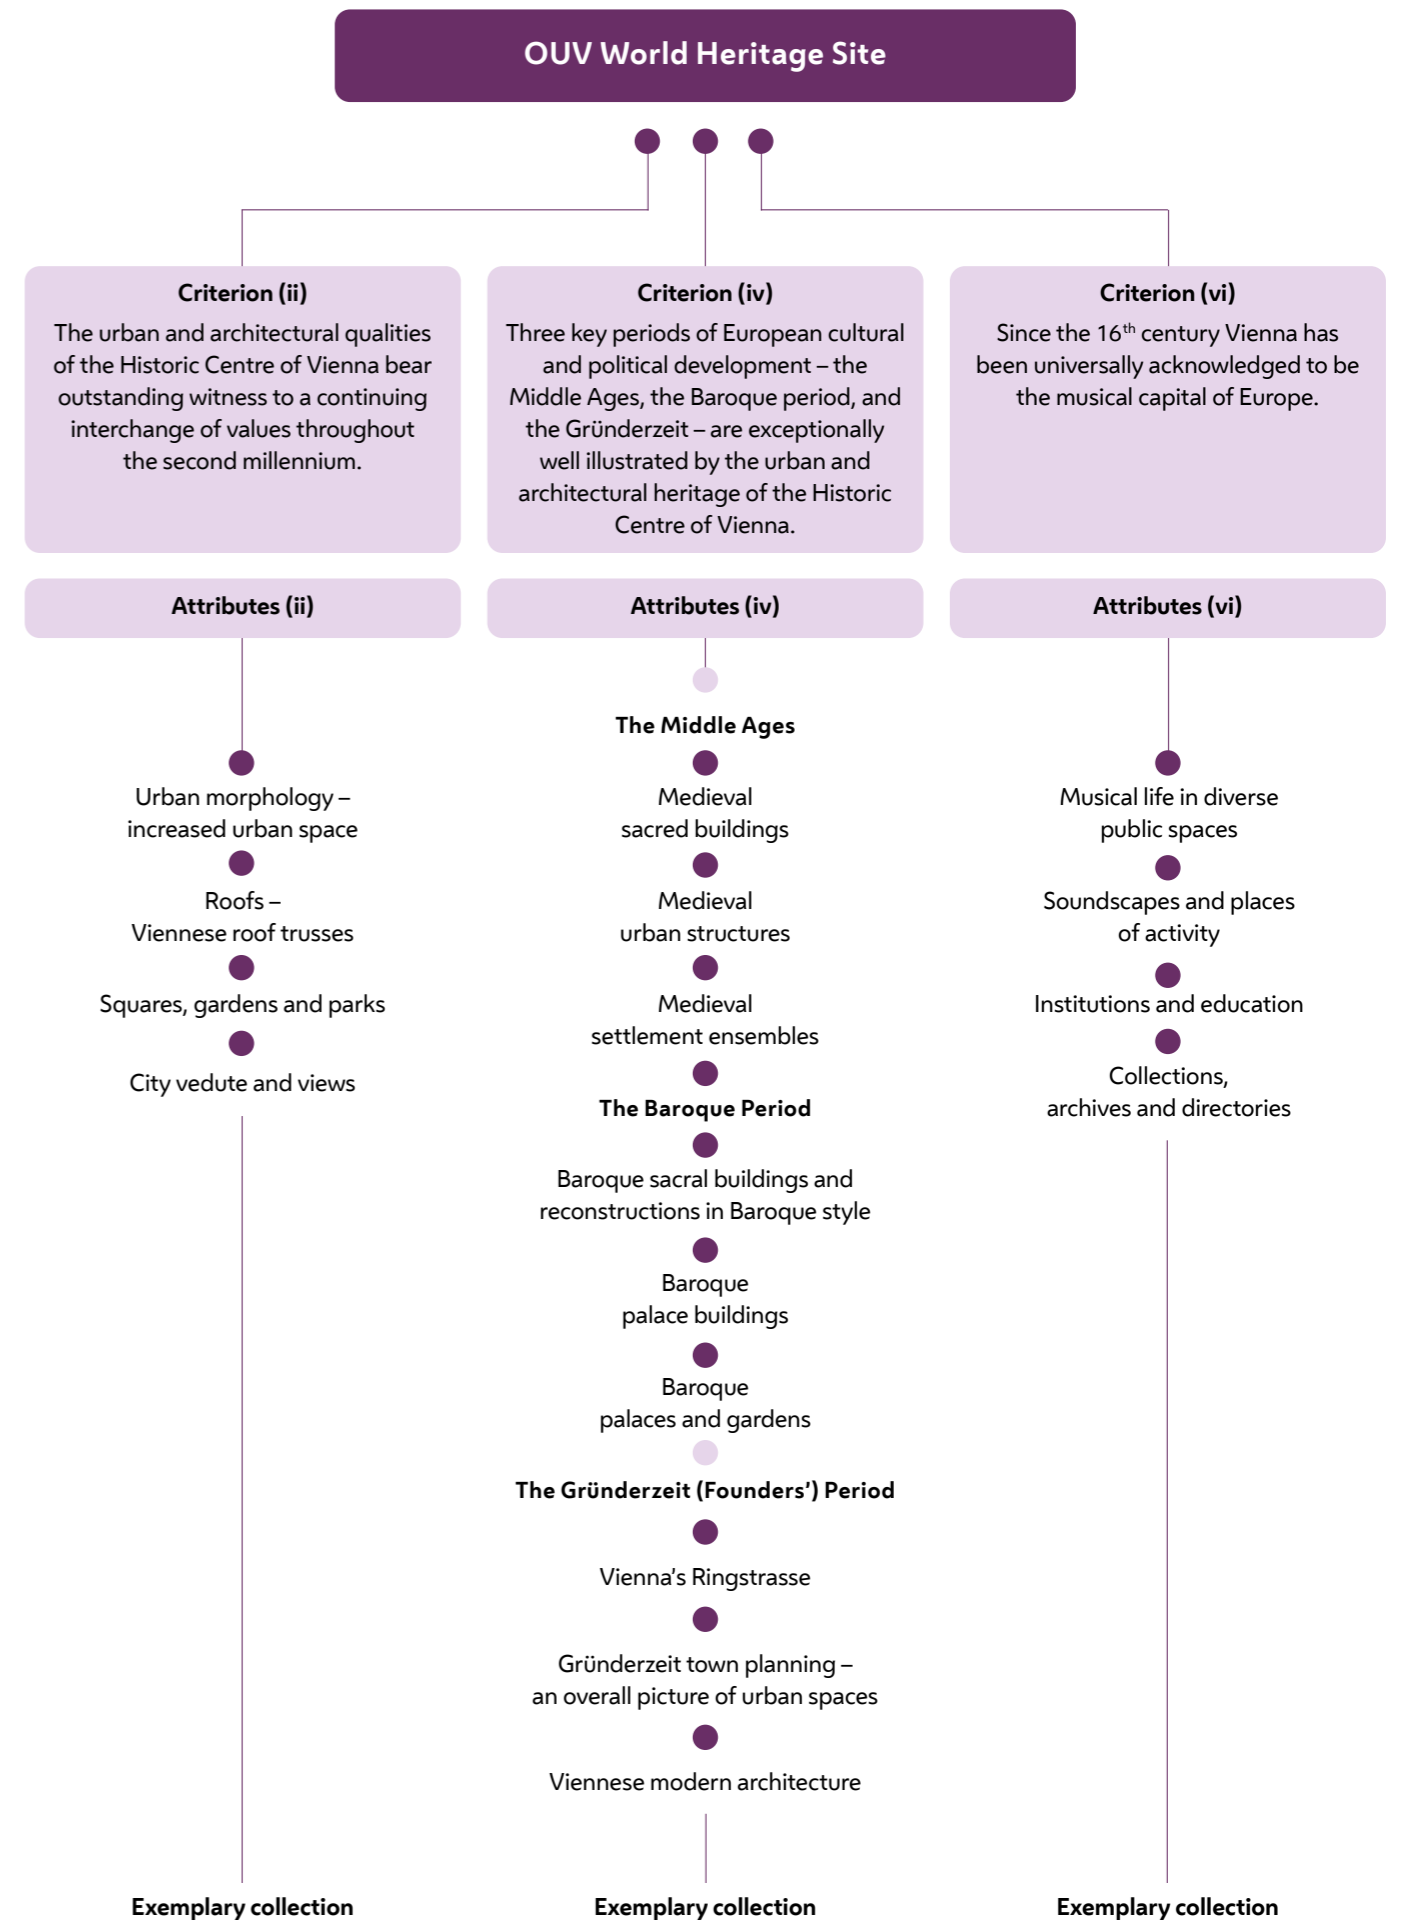 OUV World Heritage Site
Criterion (ii)
The urban and architectural qualities
of the Historic Centre of Vienna bear
outstanding witness to a continuing
interchange of values throughout
the second millennium.
Criterion (iv)
Three key periods of European cultural
and political development – the
Middle Ages, the Baroque period, and
the Gründerzeit – are exceptionally
well illustrated by the urban and
architectural heritage of the Historic
Centre of Vienna.
Criterion (vi)
Since the 16th century Vienna has
been universally acknowledged to be
the musical capital of Europe.
Attributes (ii)
Urban morphology –
increased urban space
Roofs –
Viennese roof trusses
Squares, gardens and parks
City vedute and views
Exemplary collection
Attributes (iv)
The Middle Ages
Medieval
sacred buildings
Medieval
urban structures
Medieval
settlement ensembles
The Baroque Period
Baroque sacral buildings and
reconstructions in Baroque style
Baroque
palace buildings
Baroque
palaces and gardens
The Gründerzeit (Founders’) Period
Vienna’s Ringstrasse
Gründerzeit town planning –
an overall picture of urban spaces
Viennese modern architecture
Exemplary collection
Attributes (vi)
Musical life in diverse
public spaces
Soundscapes and places
of activity
Institutions and education
Collections,
archives and directories
Exemplary collection